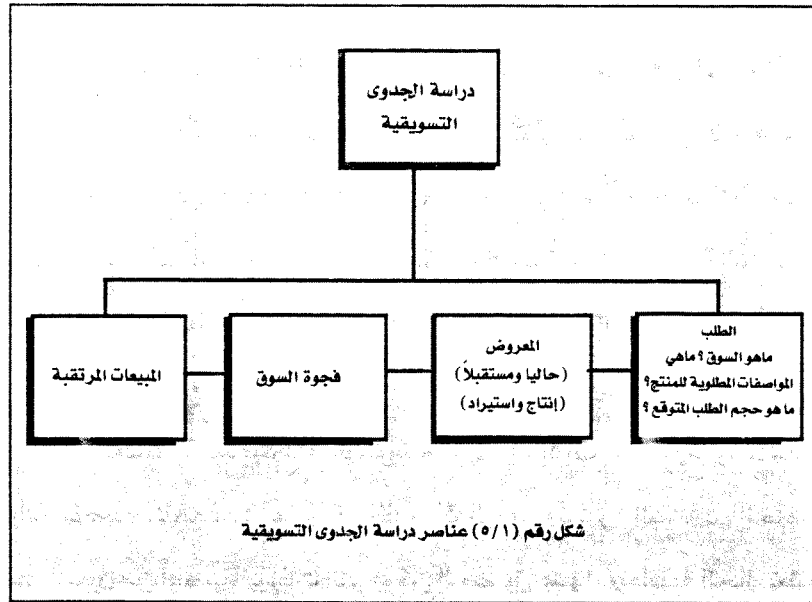 دراسة الجدوى
التسويقية
الطلب
ماهو السوق ؟ ماهي
المواصفات المطلوبة للمنتج؟
ما هو حجم الطلب المتوقع ؟
المعروض
(حاليا ومستقبلاً)
(إنتاج واستيراد)
فجوة السوق
المبيعات المرتقبة
شكل رقم (٥/١) عناصر دراسة الجدوى التسويقية